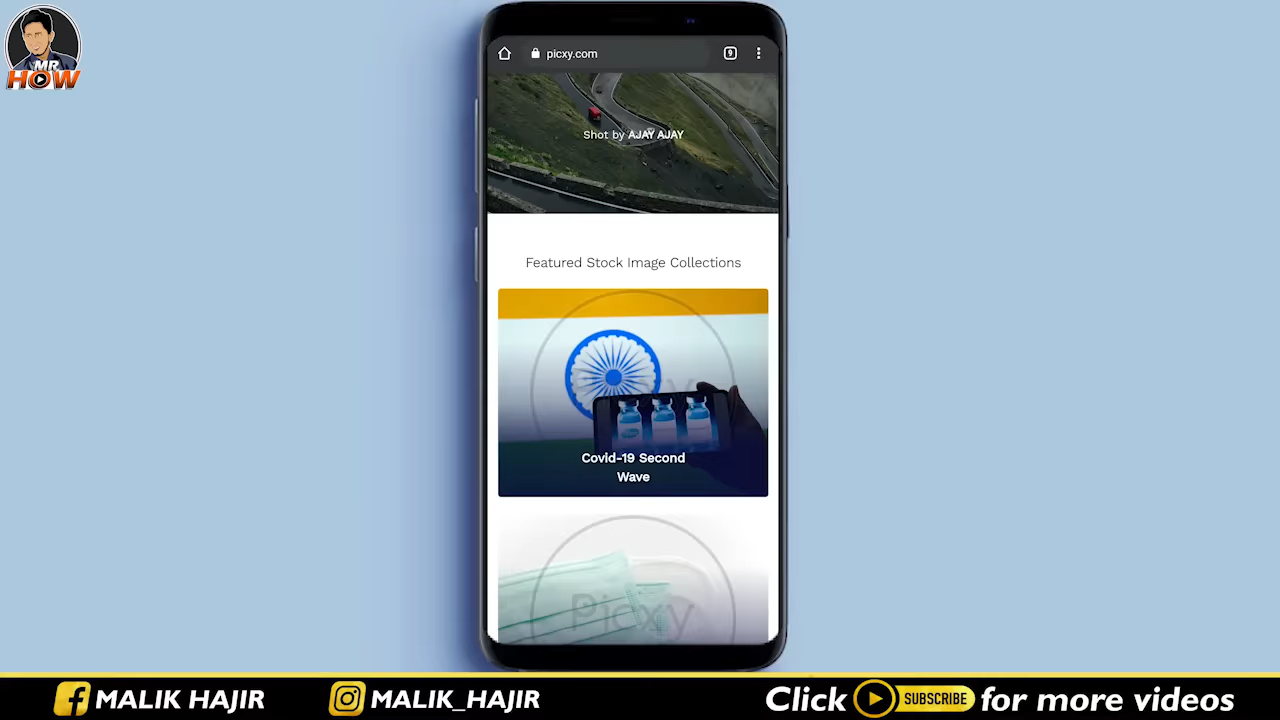 MR
HOW
picxy.com
9
Shot by AJAY AJAY
Featured Stock Image Collections
Covid-19 Second
Wave
Picxy
MALIK HAJIR
MALIK_HAJIR
Click SUBSCRIBE for more videos